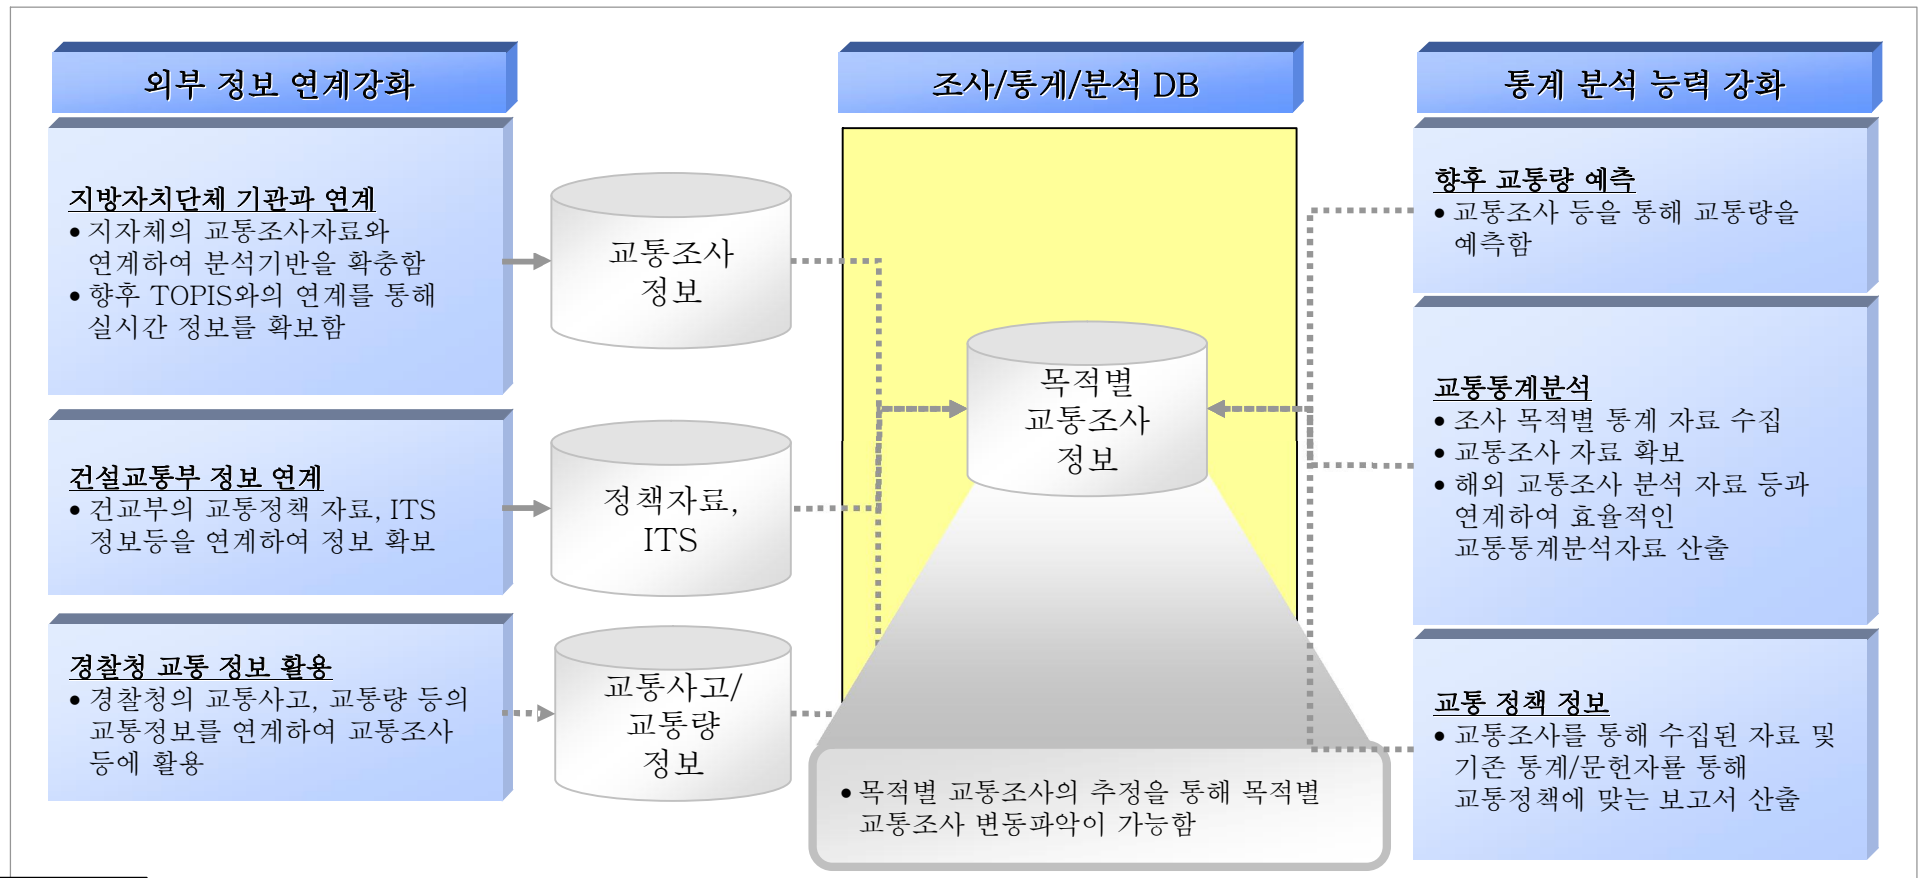 외부 정보 연계강화
지방자치단체 기관과 연계
• 지자체의 교통조사자료와
연계하여 분석기반을 확충함
• 향후 TOPIS와의 연계를 통해
실시간 정보를 확보함
건설교통부 정보 연계
• 건교부의 교통정책 자료, ITS
정보등을 연계하여 정보 확보
경찰청 교통 정보 활용
• 경찰청의 교통사고, 교통량 등의
교통정보를 연계하여 교통조사
등에 활용
교통조사
정보
정책자료,
ITS
교통사고/
교통량
정보
조사/통계/분석 DB
목적별
교통조사
정보
• 목적별 교통조사의 추정을 통해 목적별
교통조사 변동파악이 가능함
통계 분석 능력 강화
향후 교통량 예측
• 교통조사 등을 통해 교통량을
예측함
교통통계분석
• 조사 목적별 통계 자료 수집
• 교통조사 자료 확보
• 해외 교통조사 분석 자료 등과
연계하여 효율적인
교통통계분석자료 산출
교통 정책 정보
• 교통조사를 통해 수집된 자료 및
기존 통계/문헌자룔 통해
교통정책에 맞는 보고서 산출